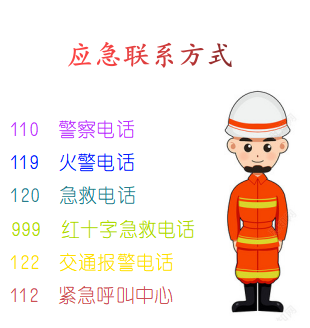 应急联系方式
110 警察电话
119 火警电话
120 急救电话
999 红十字急救电话
122 交通报警电话
112 紧急呼叫中心